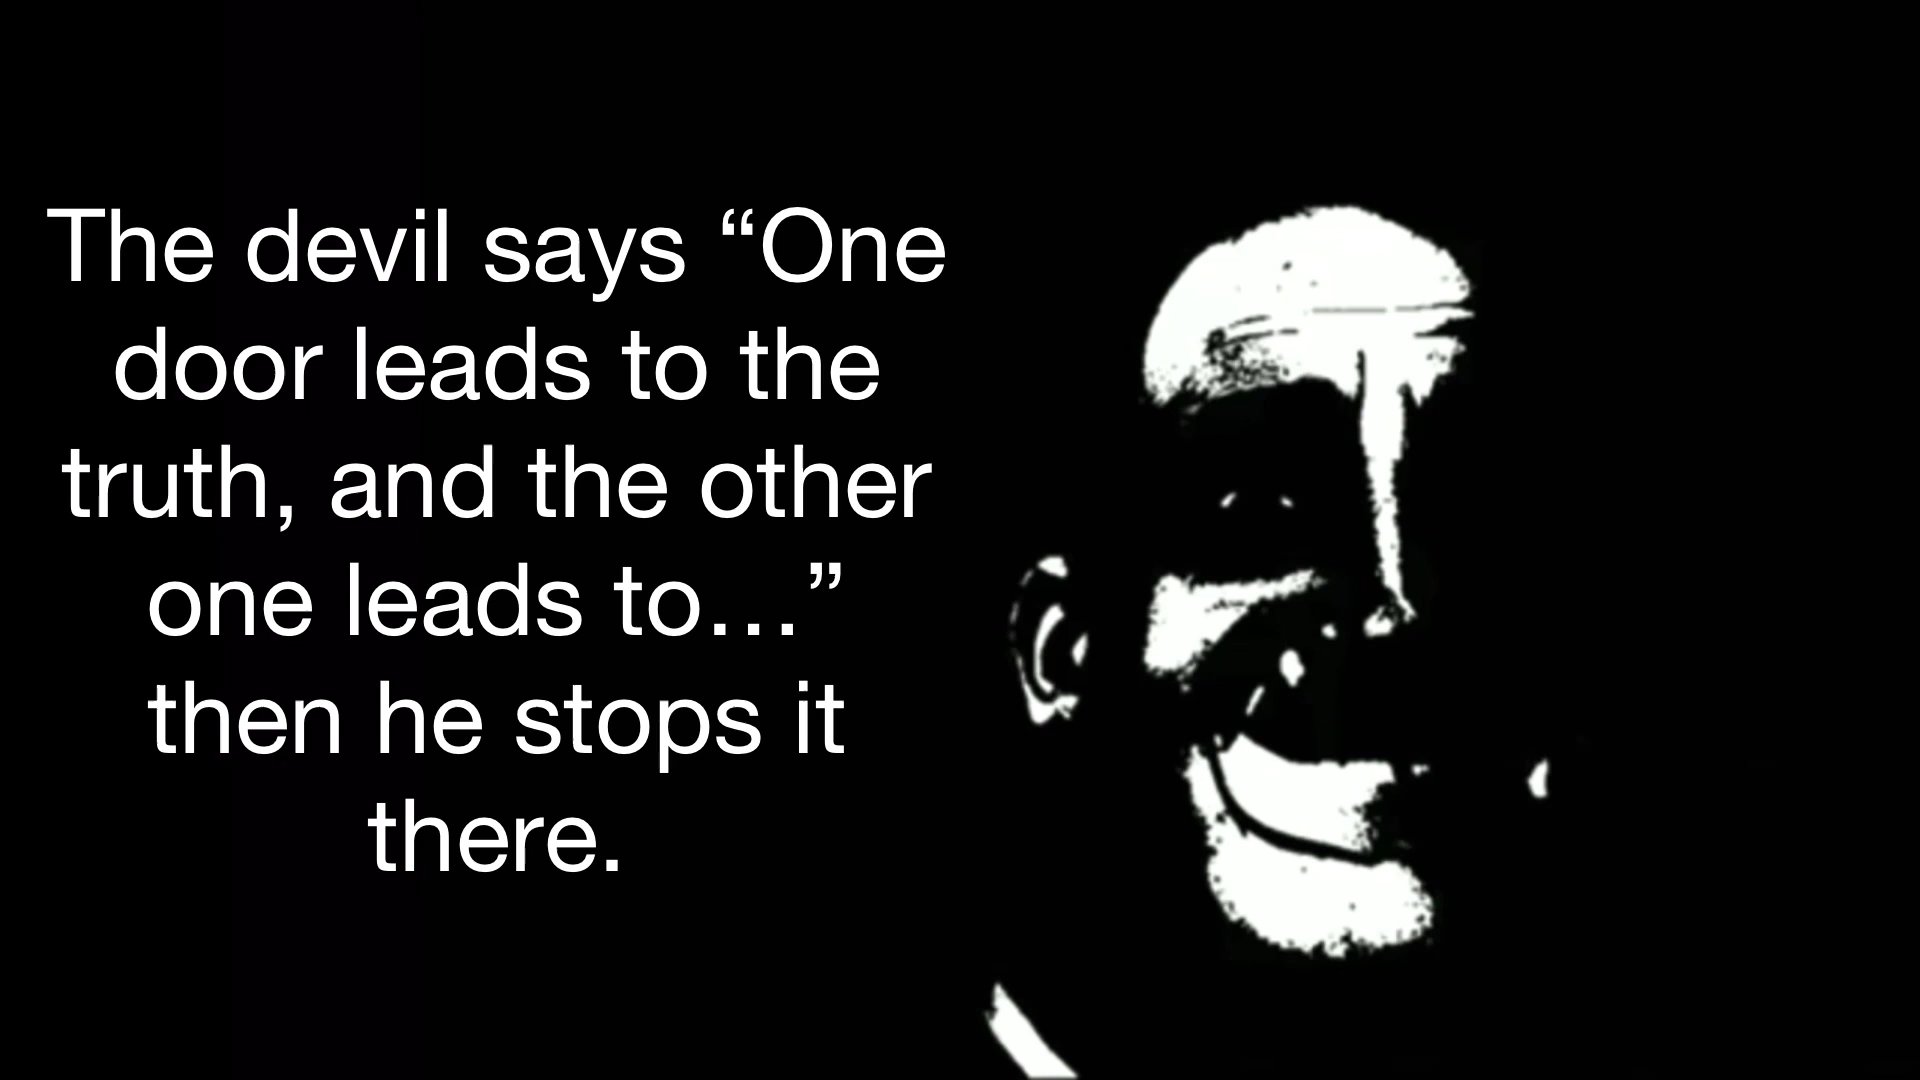 The devil says “One
door leads to the
truth, and the other
one leads to…”
then he stops it
there.